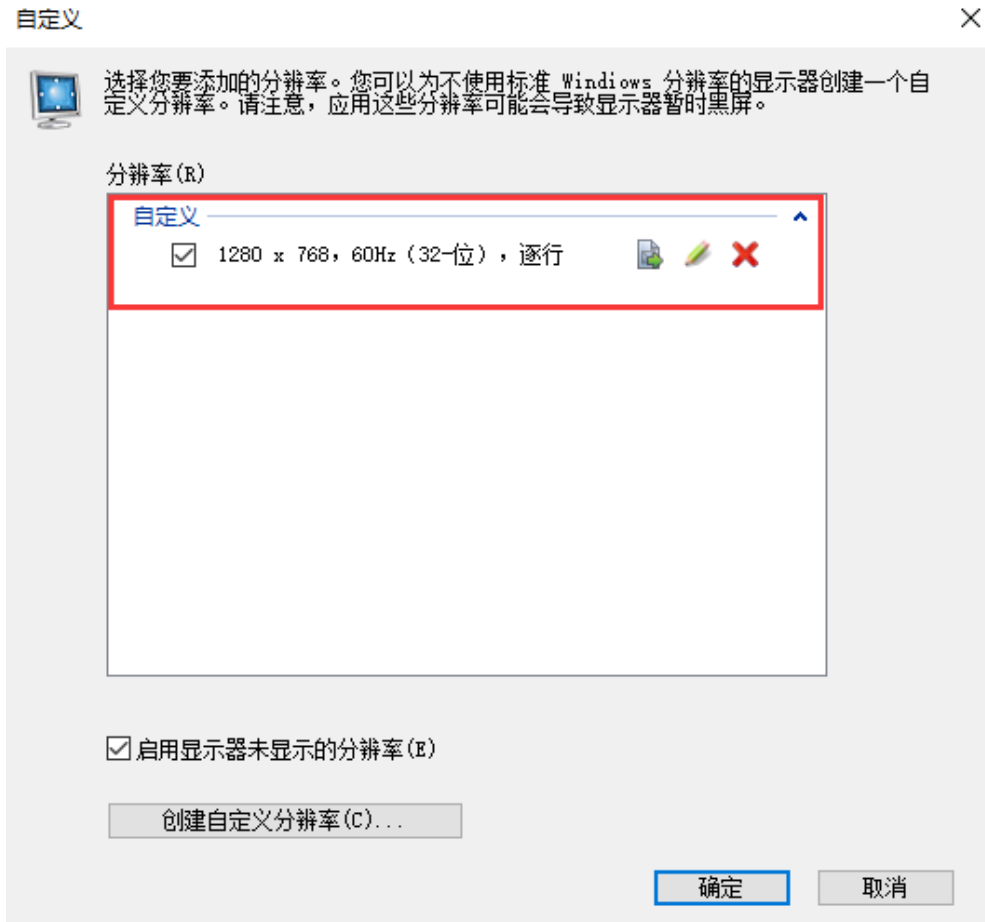 自定义
选择您要添加的分辨率。您可以为不使用标准 Windiows 分辨率的显示器创建一个自
定义分辨率。请注意，应用这些分辨率可能会导致显示器暂时黑屏。
分辨率(R)
自定义
1280 x 768，60Hz（32-位），逐行
启用显示器未显示的分辨率(E)
创建自定义分辨率(C)...
确定
取消